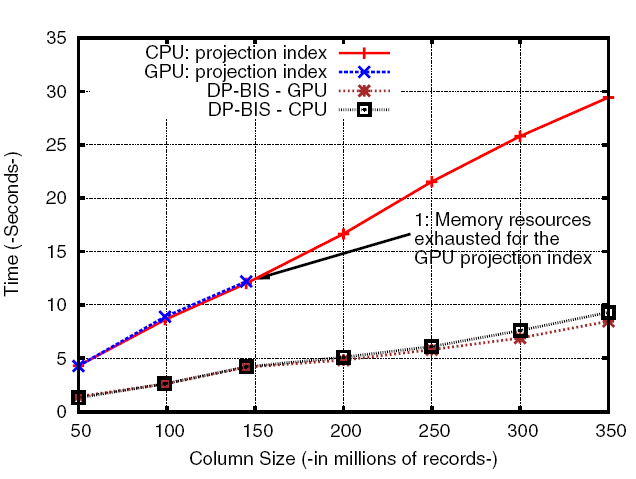 35
30
25
20
15
10
5
0
Time (-Seconds-)
CPU: projection index
GPU: projection index
DP-BIS - GPU
DP-BIS - CPU
1: Memory resources
exhausted for the
GPU projection index
50 100 150 200 250 300 350
Column Size (-in millions of records-)